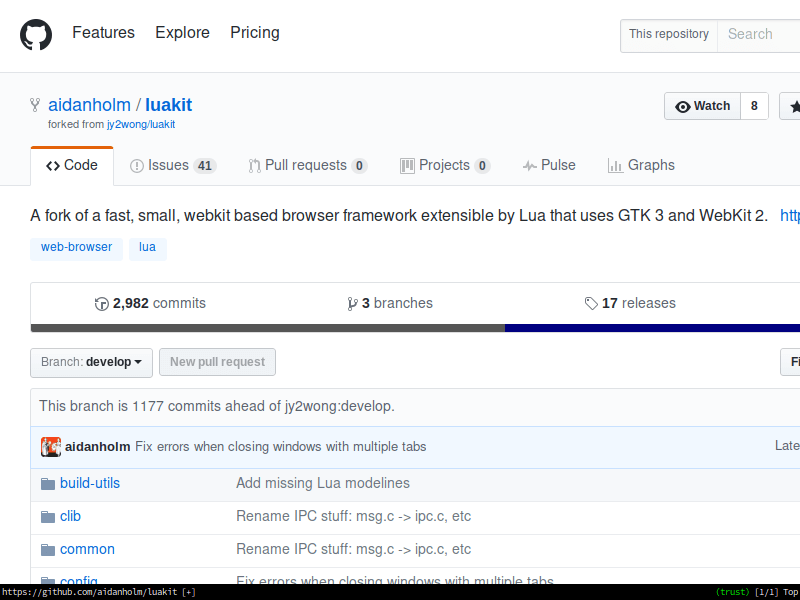 Features Explore Pricing This repository Search
aidanholm / luakit Watch 8
forked from jy2wong/luakit
Code Issues 41 Pull requests 0 Projects 0 Pulse Graphs
A fork of a fast, small, webkit based browser framework extensible by Lua that uses GTK 3 and WebKit 2. http
web-browser lua
2,982 commits 3 branches 17 releases
Branch: develop New pull request Fi
This branch is 1177 commits ahead of jy2wong:develop.
aidanholm Fix errors when closing windows with multiple tabs Late
build-utils Add missing Lua modelines
clib Rename IPC stuff: msg.c -> ipc.c, etc
common Rename IPC stuff: msg.c -> ipc.c, etc
config Fix errors when closing windows with multiple tabs
https://github.com/aidanholm/luakit [+] (trust) [1/1] Top